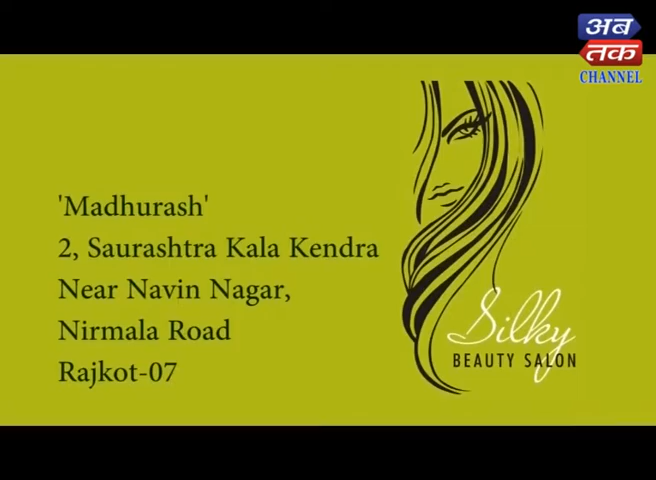 अब
तक
CHANNEL
'Madhurash'
2, Saurashtra Kala Kendra
Near Navin Nagar,
Nirmala Road
Rajkot-07
Silky
BEAUTY SALON